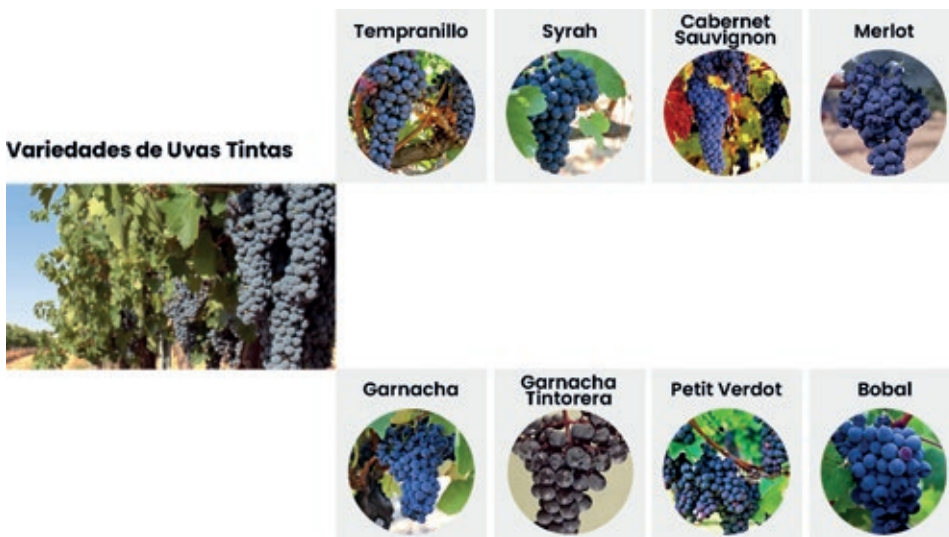 Tempranillo
Syrah
Cabernet
Sauvignon
Merlot
Variedades de Uvas Tintas
Garnacha
Garnacha
Tintorera
Petit Verdot
Bobal